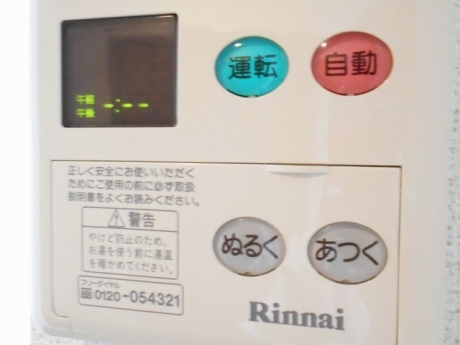 午前
午後
-:--
運転
自動
正しく安全にお使いいただく
ためにご使用の前に必ず取扱
説明書をよくお読みください。
警告
やけど防止のため、
お湯を使う前に湯温
を確かめてください。
フリーダイヤル
0120-054321
ぬるく
あつく
Rinnai